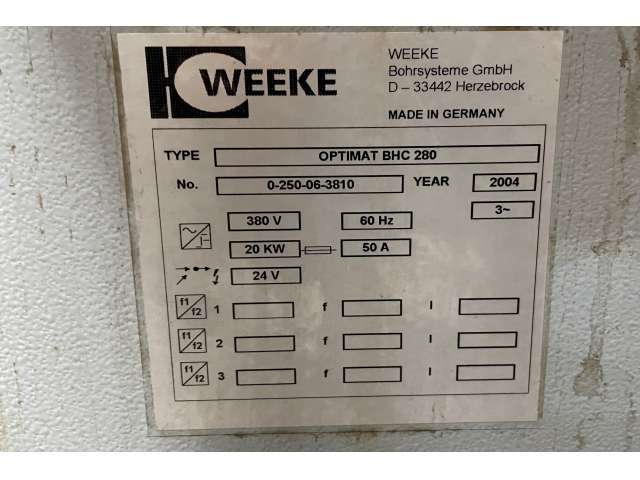 WEEKE
WEEKE
Bohrsysteme GmbH
D – 33442 Herzebrock
MADE IN GERMANY
TYPE OPTIMAT BHC 280
No. 0-250-06-3810 YEAR 2004
380 V 60 Hz 3~
20 KW 50 A
24 V
f1/f2 1 f I
f1/f2 2 f I
f1/f2 3 f I